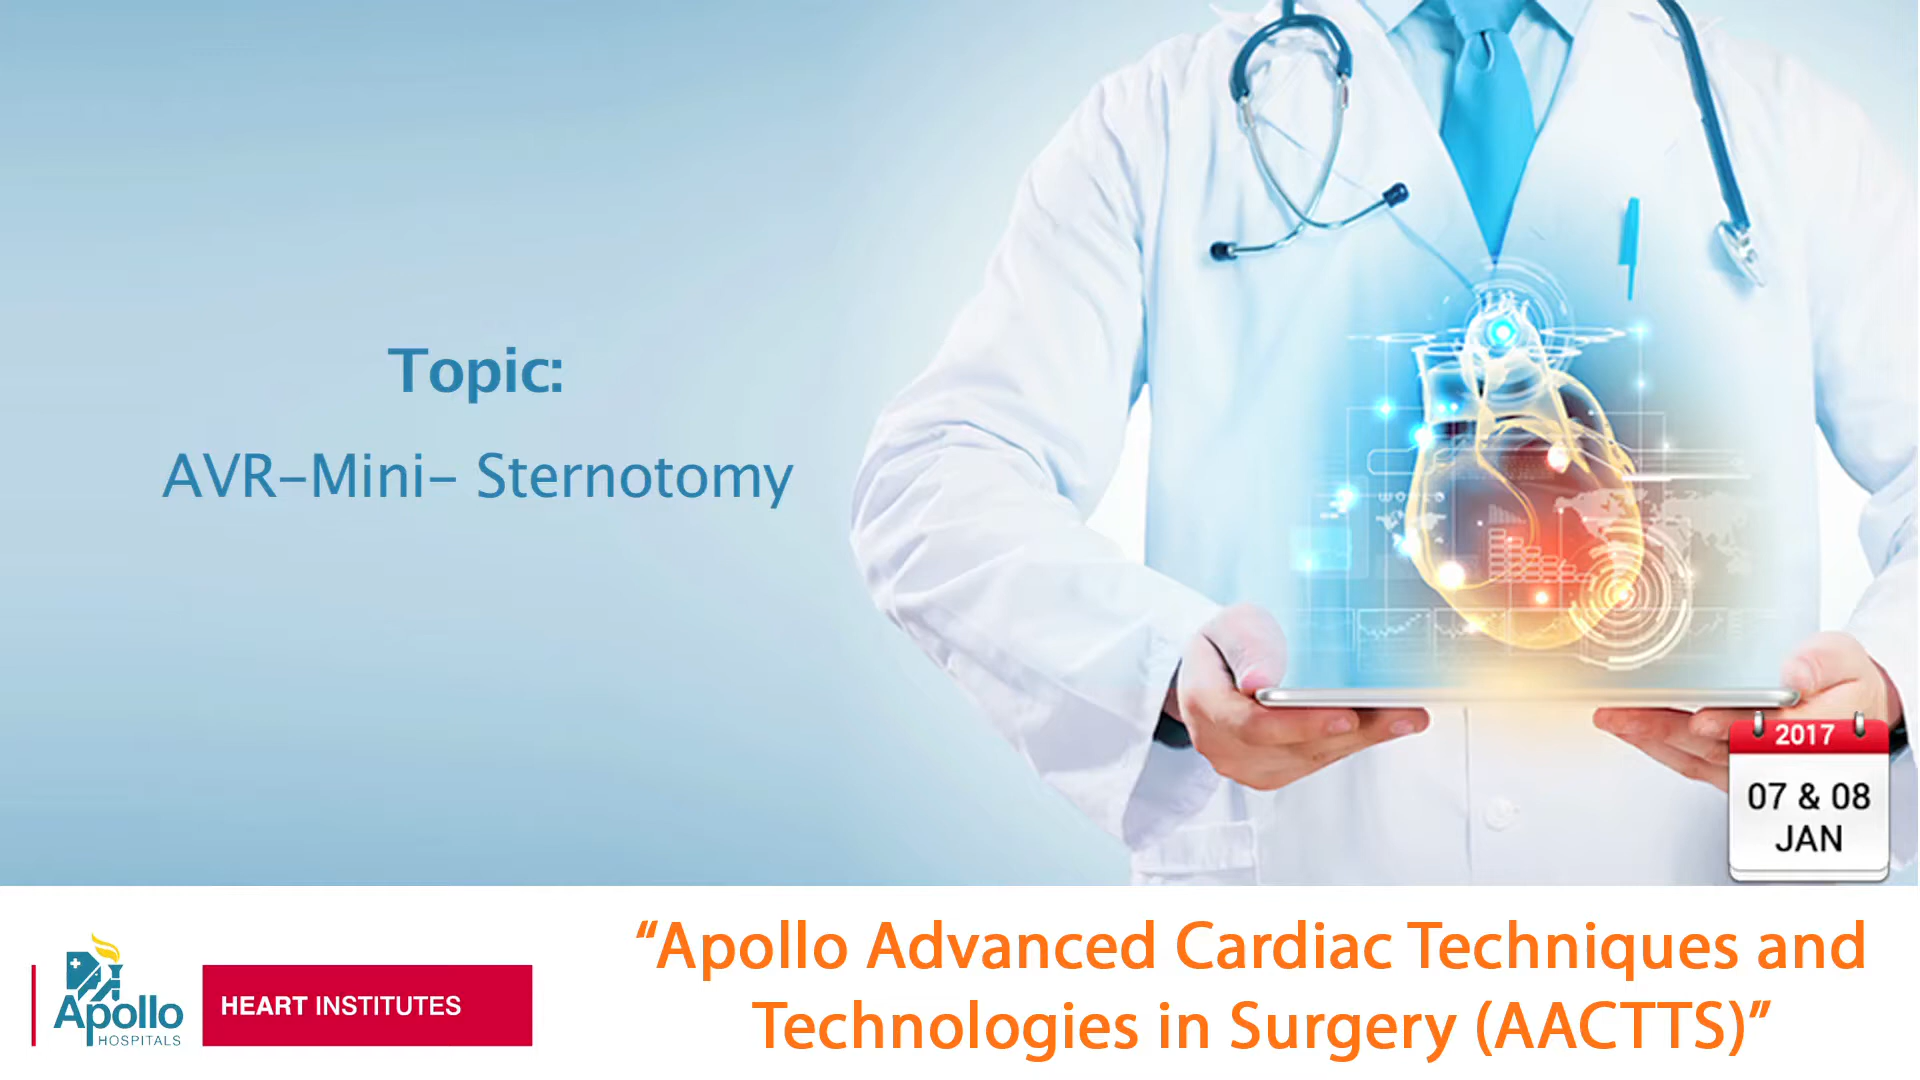 Topic:
AVR-Mini- Sternotomy
WORLD
2017
07 & 08
JAN
Apollo
HOSPITALS
HEART INSTITUTES
“Apollo Advanced Cardiac Techniques and
Technologies in Surgery (AACTTS)”